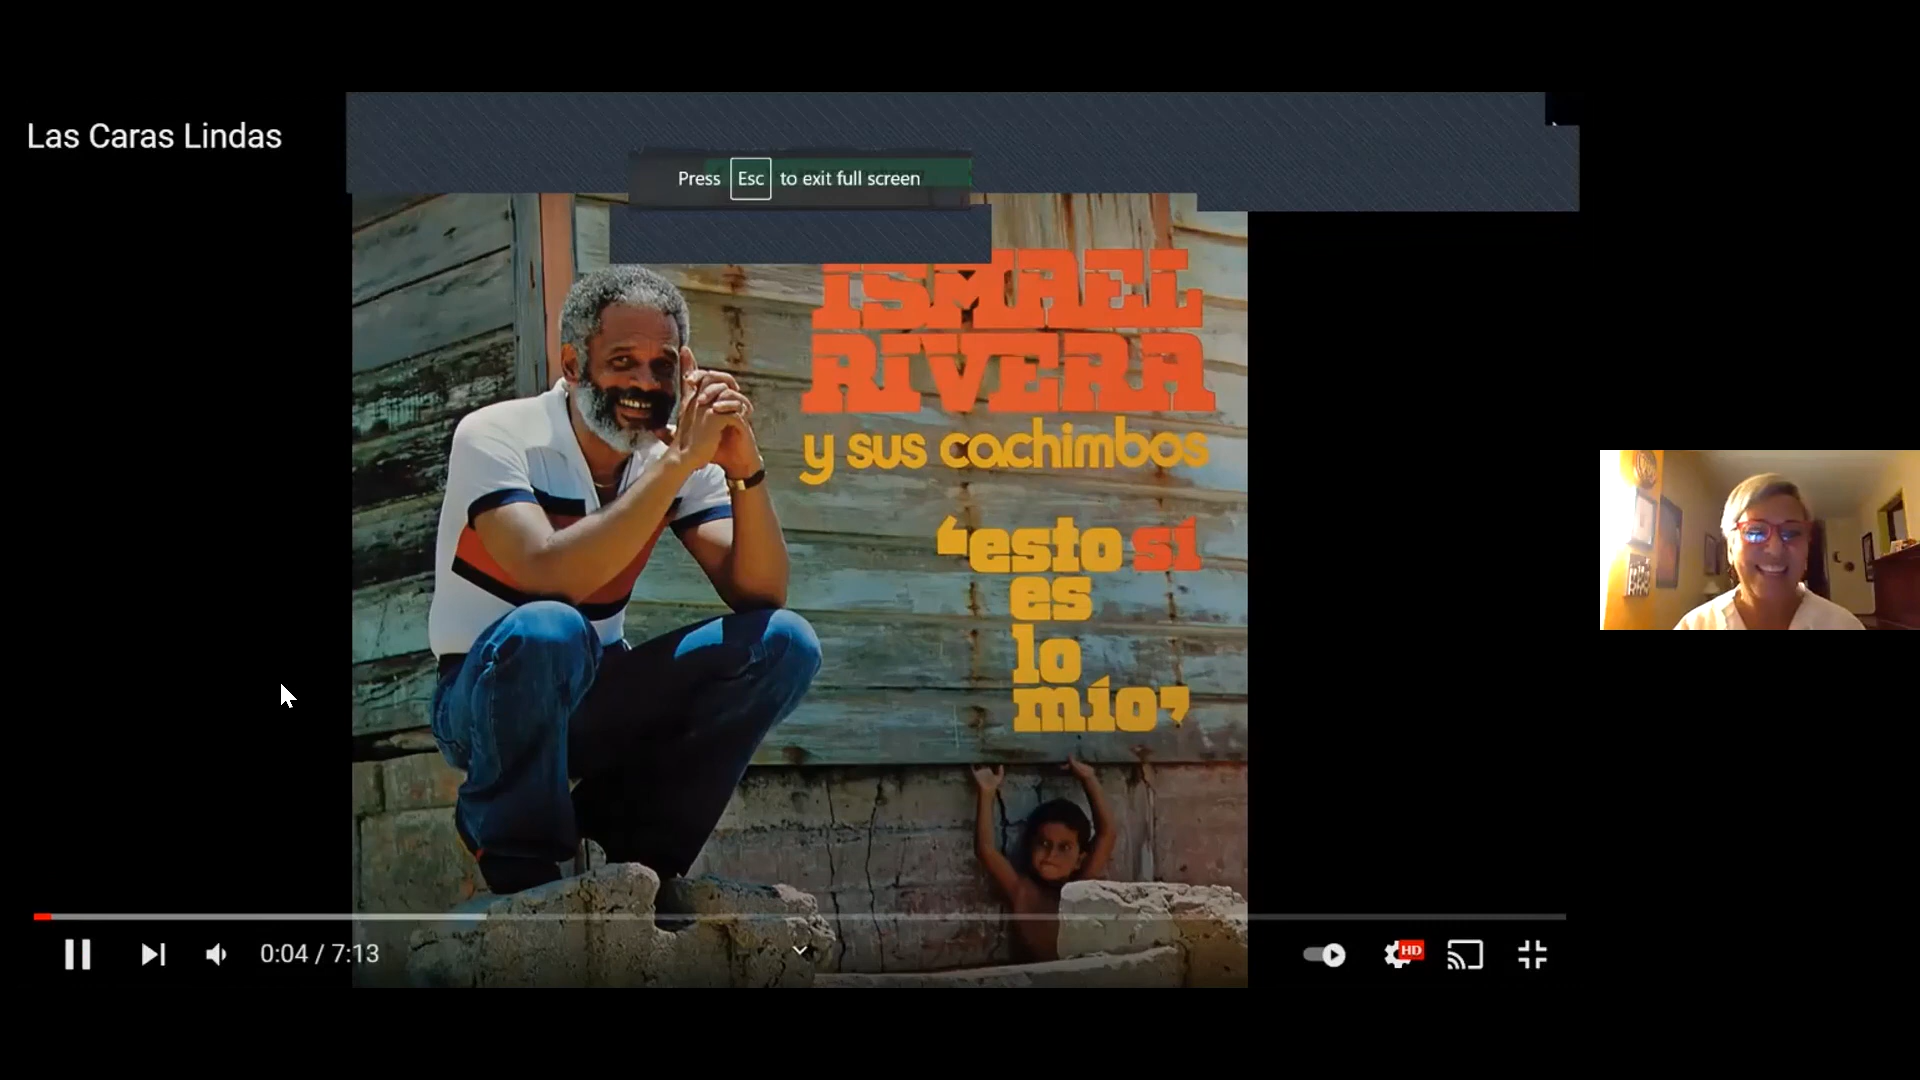 Las Caras Lindas
Press Esc to exit full screen
ISMAEL
RIVERA
y sus cachimbos
“esto sí
es
lo
mío”
0:04 / 7:13
HD